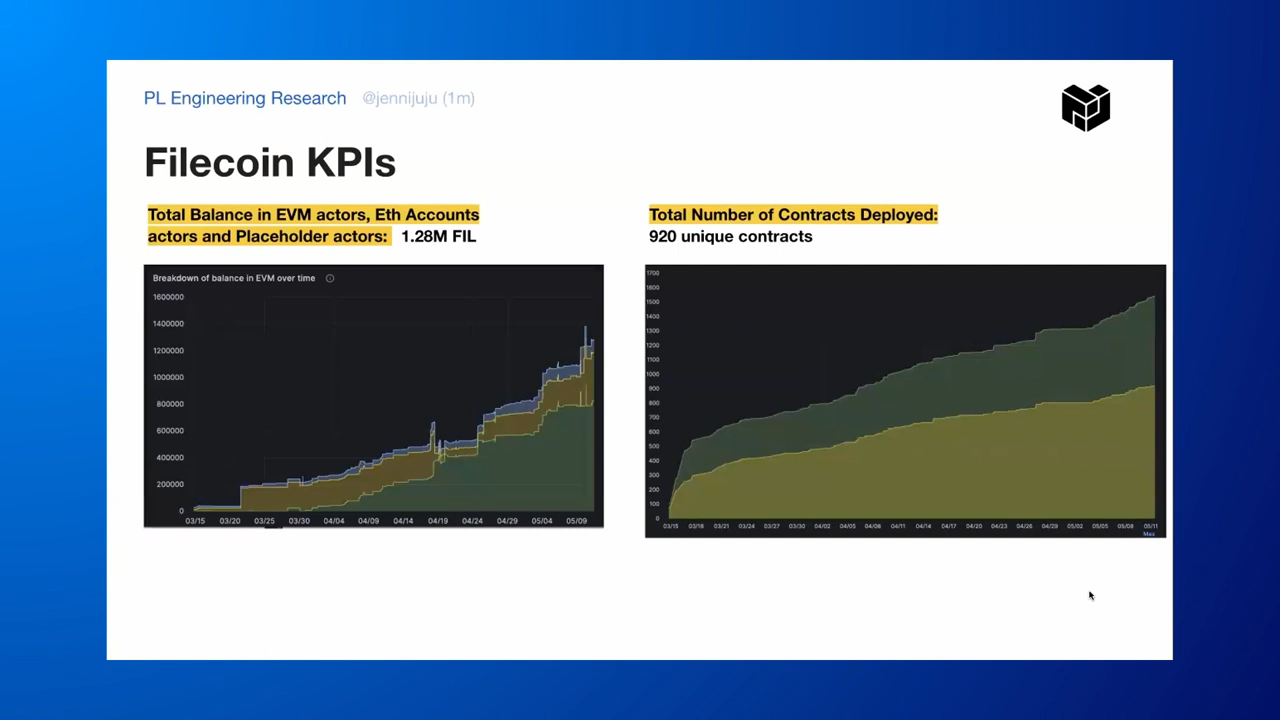 PL Engineering Research @jennijuju (1m)
Filecoin KPIs
Total Balance in EVM actors, Eth Accounts
actors and Placeholder actors: 1.28M FIL
Total Number of Contracts Deployed:
920 unique contracts
Breakdown of balance in EVM over time
1600000
1400000
1200000
1000000
800000
600000
400000
200000
0
03/15 03/20 03/25 03/30 04/04 04/09 04/14 04/19 04/24 04/29 05/04 05/09
1700
1600
1500
1400
1300
1200
1100
1000
900
800
700
600
500
400
300
200
100
0
03/15 03/18 03/21 03/24 03/27 03/30 04/02 04/05 04/08 04/11 04/14 04/17 04/20 04/23 04/26 04/29 05/02 05/05 05/08 05/11
Max